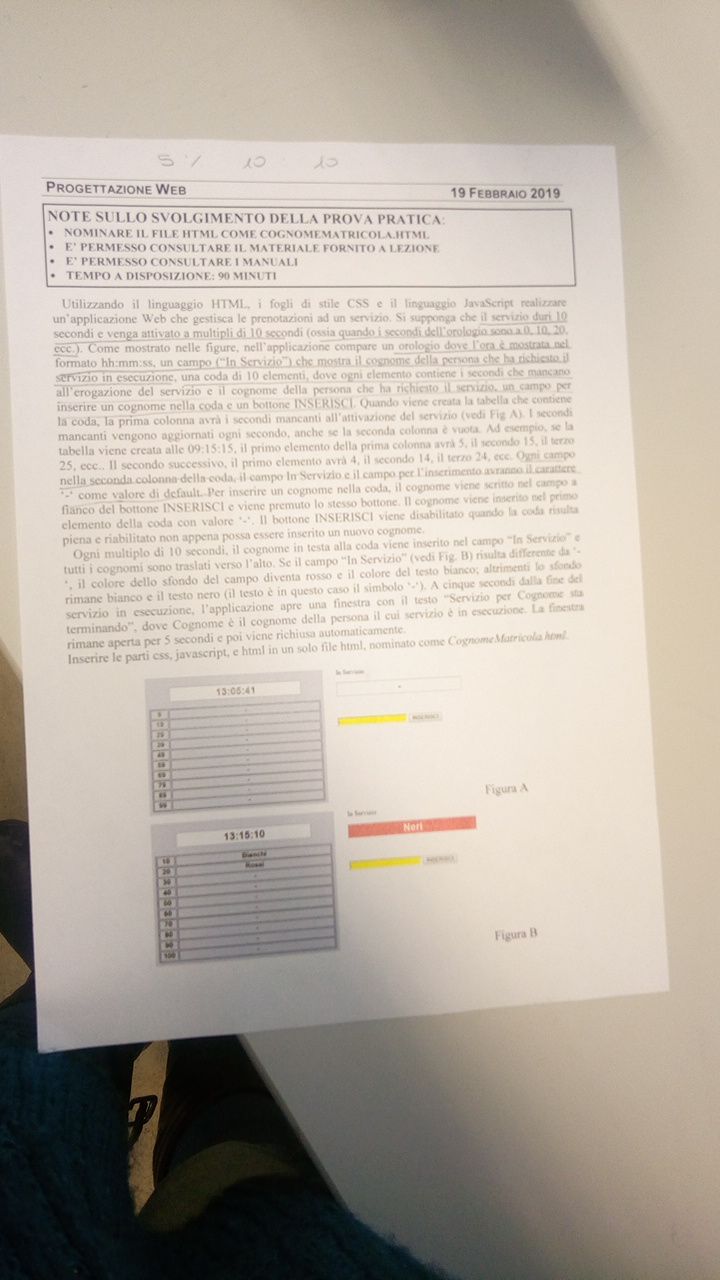 5 % 10 10
PROGETTAZIONE WEB 19 FEBBRAIO 2019
NOTE SULLO SVOLGIMENTO DELLA PROVA PRATICA:
• NOMINARE IL FILE HTML COME COGNOMEMATRICOLA.HTML
• E' PERMESSO CONSULTARE IL MATERIALE FORNITO A LEZIONE
• E' PERMESSO CONSULTARE I MANUALI
• TEMPO A DISPOSIZIONE: 90 MINUTI
Utilizzando il linguaggio HTML, i fogli di stile CSS e il linguaggio JavaScript realizzare
un'applicazione Web che gestisca le prenotazioni ad un servizio. Si supponga che il servizio duri 10
secondi e venga attivato a multipli di 10 secondi (ossia quando i secondi dell'orologio sono a 0, 10, 20,
ecc.). Come mostrato nelle figure, nell'applicazione compare un orologio dove l'ora è mostrata nel
formato hh:mm:ss, un campo ("In Servizio") che mostra il cognome della persona che ha richiesto il
servizio in esecuzione, una coda di 10 elementi, dove ogni elemento contiene i secondi che mancano
all'erogazione del servizio e il cognome della persona che ha richiesto il servizio, un campo per
inserire un cognome nella coda e un bottone INSERISCI. Quando viene creata la tabella che contiene
la coda, la prima colonna avrà i secondi mancanti all'attivazione del servizio (vedi Fig A). I secondi
mancanti vengono aggiornati ogni secondo, anche se la seconda colonna è vuota. Ad esempio, se la
tabella viene creata alle 09:15:15, il primo elemento della prima colonna avrà 5, il secondo 15, il terzo
25, ecc.. Il secondo successivo, il primo elemento avrà 4, il secondo 14, il terzo 24, ecc. Ogni campo
nella seconda colonna della coda, il campo In Servizio e il campo per l'inserimento avranno il carattere
'-' come valore di default. Per inserire un cognome nella coda, il cognome viene scritto nel campo a
fianco del bottone INSERISCI e viene premuto lo stesso bottone. Il cognome viene inserito nel primo
elemento della coda con valore '-'. Il bottone INSERISCI viene disabilitato quando la coda risulta
piena e riabilitato non appena possa essere inserito un nuovo cognome.
Ogni multiplo di 10 secondi, il cognome in testa alla coda viene inserito nel campo "In Servizio" e
tutti i cognomi sono traslati verso l'alto. Se il campo "In Servizio" (vedi Fig. B) risulta differente da '-
', il colore dello sfondo del campo diventa rosso e il colore del testo bianco; altrimenti lo sfondo
rimane bianco e il testo nero (il testo è in questo caso il simbolo '-'). A cinque secondi dalla fine del
servizio in esecuzione, l'applicazione apre una finestra con il testo "Servizio per Cognome sta
terminando", dove Cognome è il cognome della persona il cui servizio è in esecuzione. La finestra
rimane aperta per 5 secondi e poi viene richiusa automaticamente.
Inserire le parti css, javascript, e html in un solo file html, nominato come CognomeMatricola.html.
In Servizio
13:05:41 -
9 -
19 -
INSERISCI
29 -
39 -
49 -
59 -
69 -
79 -
89 -
99 -
Figura A
In Servizio
13:15:10 Neri
10 Bianchi
INSERISCI
20 Rossi
30 -
40 -
50 -
60 -
70 -
80 -
90 -
100 -
Figura B